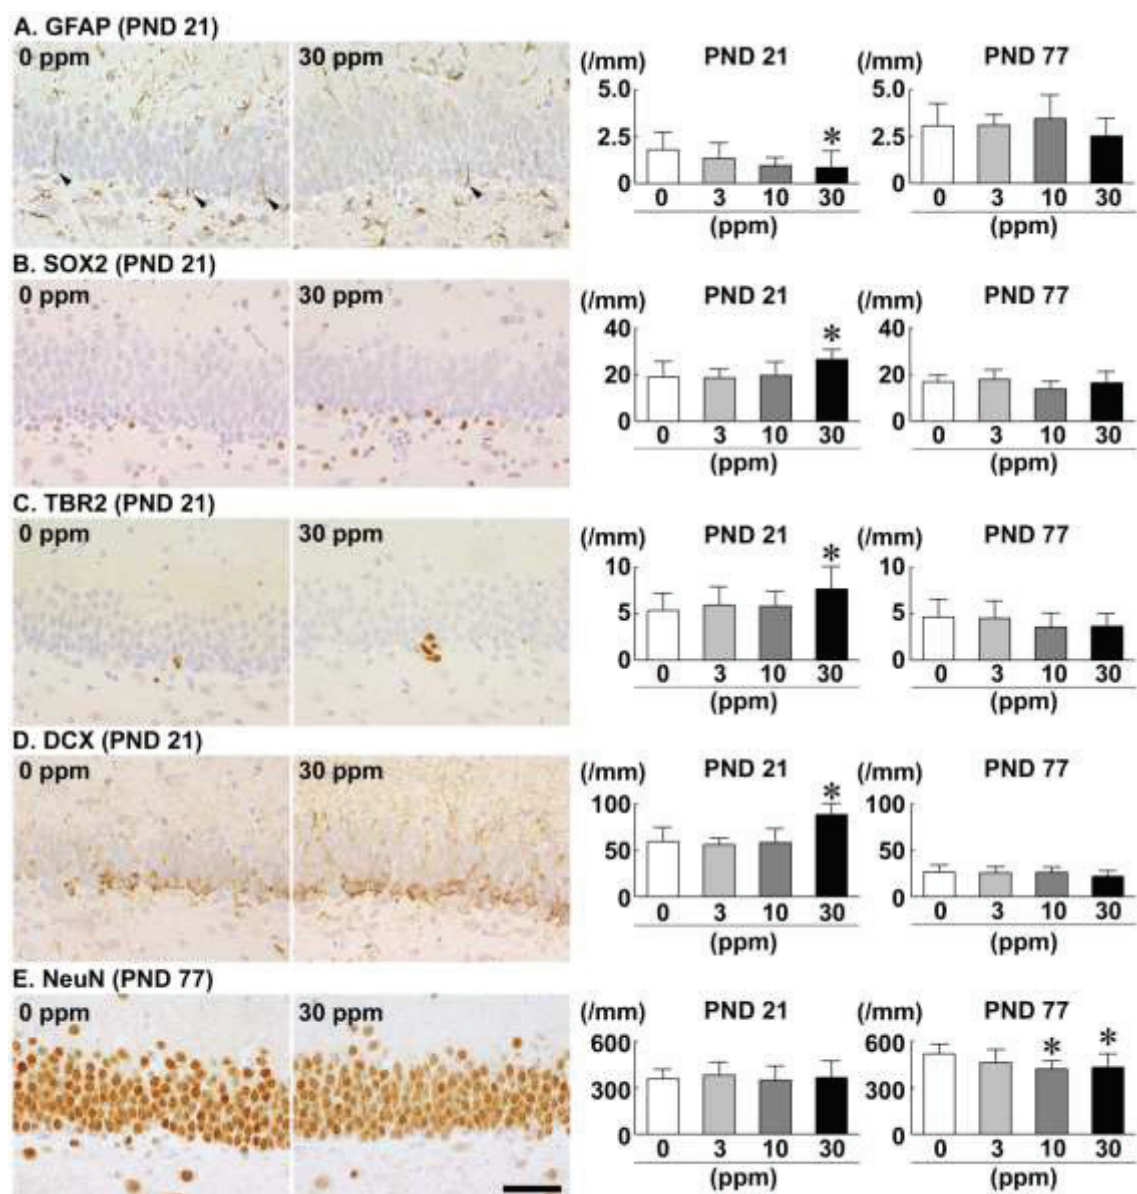 A. GFAP (PND 21)
0 ppm
30 ppm
(/mm) PND 21
5.0
2.5
0
*
0 3 10 30
(ppm)
(/mm) PND 77
5.0
2.5
0
0 3 10 30
(ppm)
B. SOX2 (PND 21)
0 ppm
30 ppm
(/mm) PND 21
40
20
0
*
0 3 10 30
(ppm)
(/mm) PND 77
40
20
0
0 3 10 30
(ppm)
C. TBR2 (PND 21)
0 ppm
30 ppm
(/mm) PND 21
10
5
0
*
0 3 10 30
(ppm)
(/mm) PND 77
10
5
0
0 3 10 30
(ppm)
D. DCX (PND 21)
0 ppm
30 ppm
(/mm) PND 21
100
50
0
*
0 3 10 30
(ppm)
(/mm) PND 77
100
50
0
0 3 10 30
(ppm)
E. NeuN (PND 77)
0 ppm
30 ppm
(/mm) PND 21
600
300
0
0 3 10 30
(ppm)
(/mm) PND 77
600
300
0
* *
0 3 10 30
(ppm)